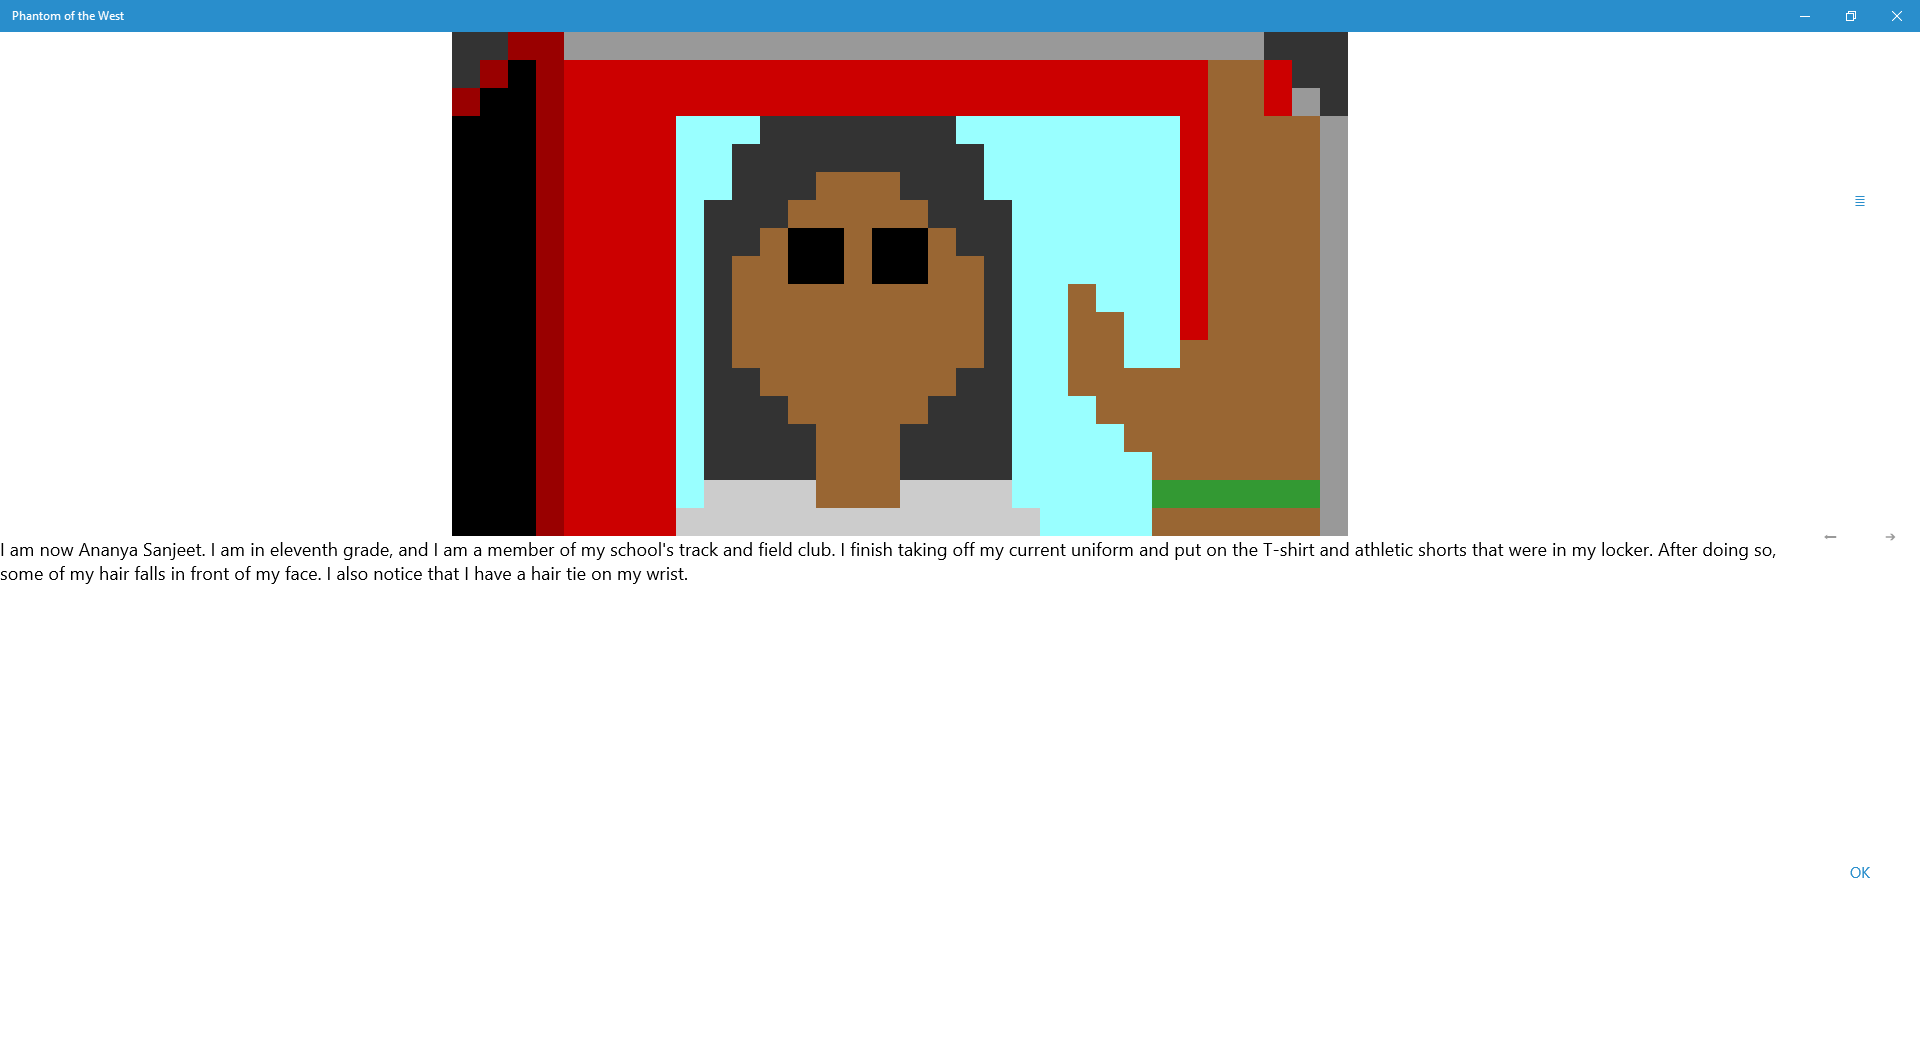 Phantom of the West
I am now Ananya Sanjeet. I am in eleventh grade, and I am a member of my school's track and field club. I finish taking off my current uniform and put on the T-shirt and athletic shorts that were in my locker. After doing so,
some of my hair falls in front of my face. I also notice that I have a hair tie on my wrist.
OK